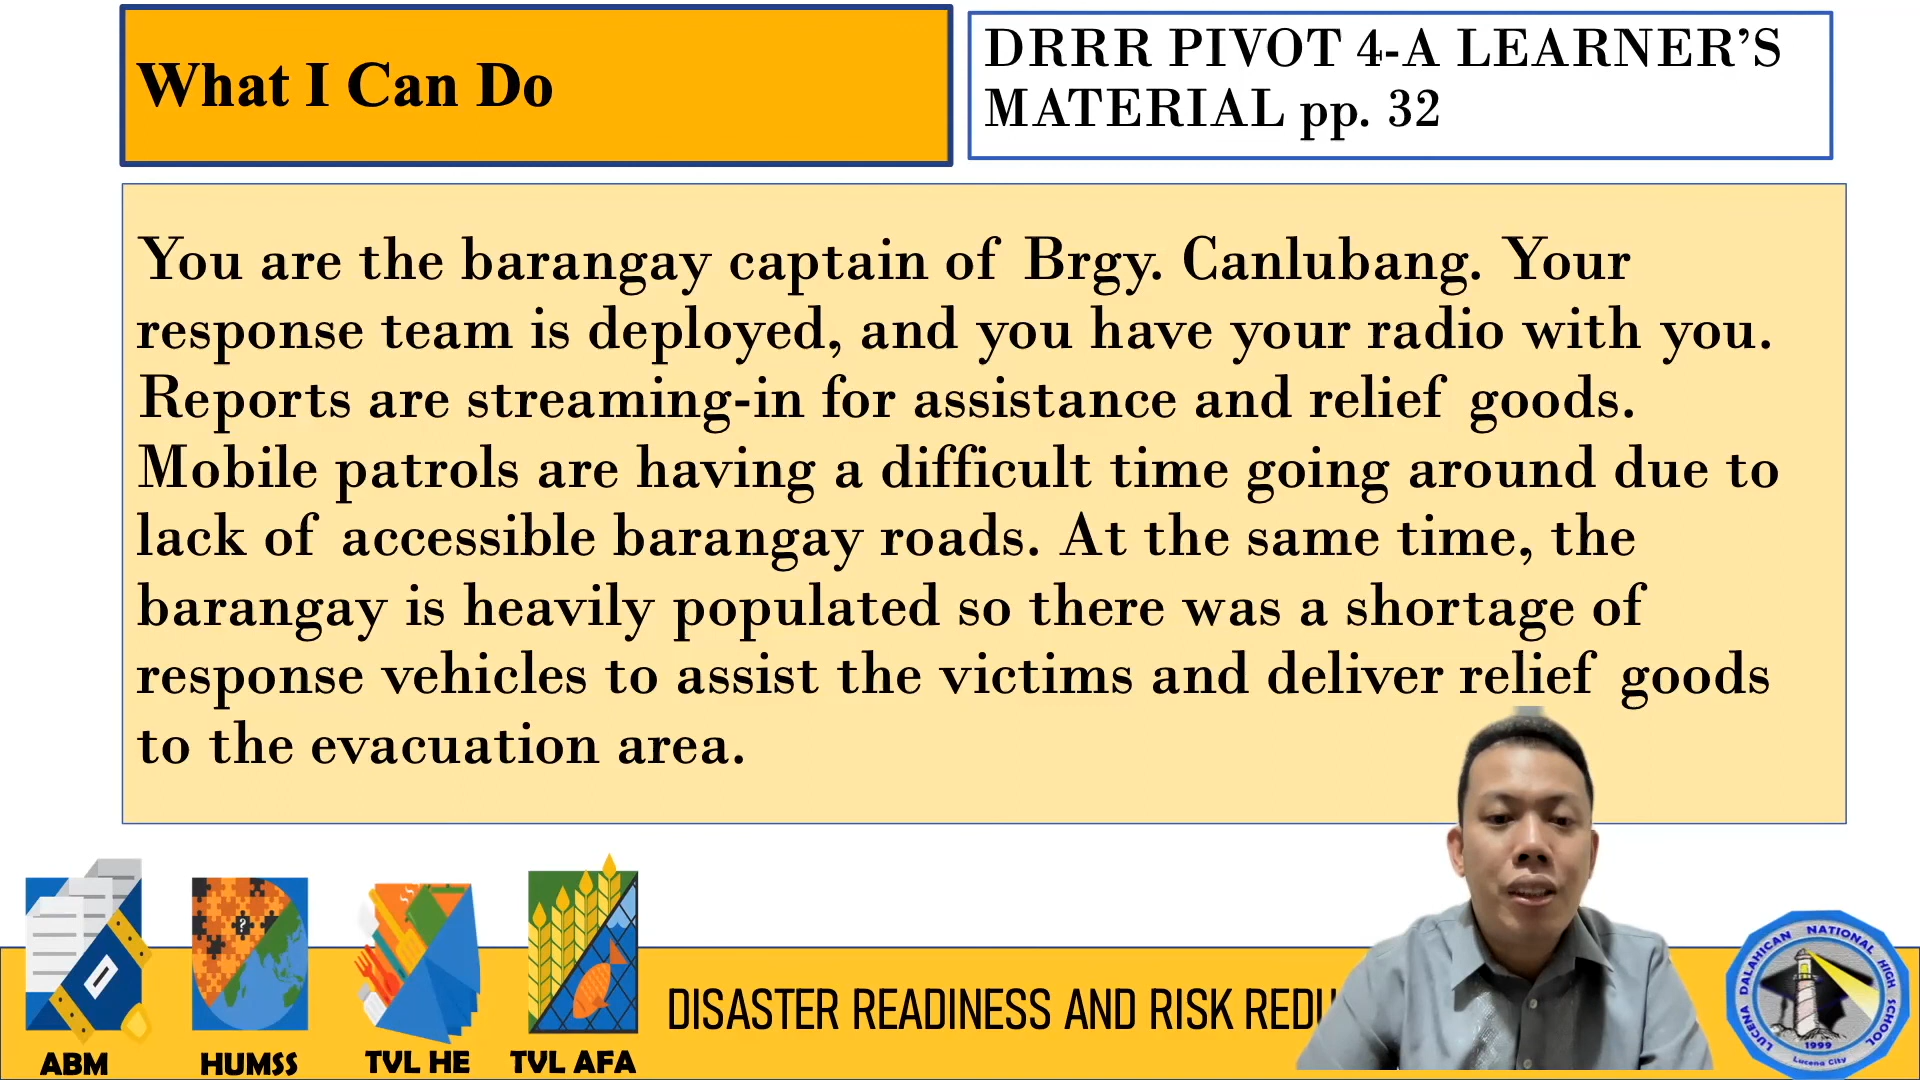 What I Can Do
DRRR PIVOT 4-A LEARNER’S
MATERIAL pp. 32
You are the barangay captain of Brgy. Canlubang. Your
response team is deployed, and you have your radio with you.
Reports are streaming-in for assistance and relief goods.
Mobile patrols are having a difficult time going around due to
lack of accessible barangay roads. At the same time, the
barangay is heavily populated so there was a shortage of
response vehicles to assist the victims and deliver relief goods
to the evacuation area.
?
ABM
HUMSS
TVL HE
TVL AFA
DISASTER READINESS AND RISK REDU
LUCENA DALAHICAN NATIONAL HIGH SCHOOL
1999
Lucena City